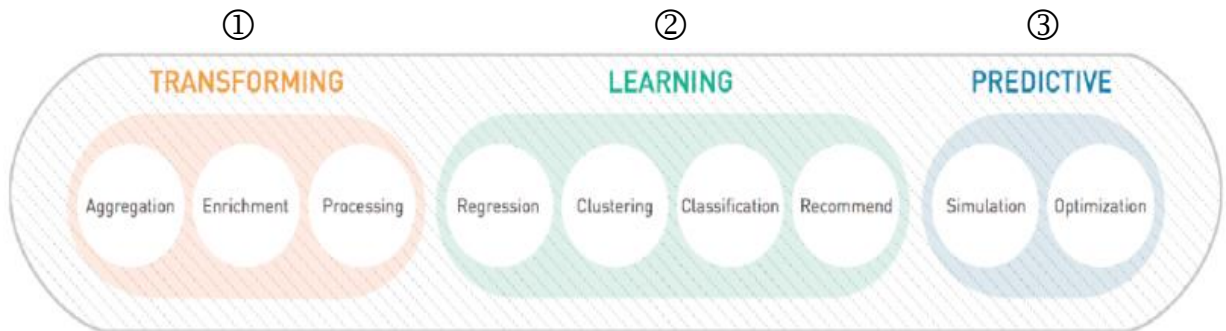 ① ② ③
TRANSFORMING LEARNING PREDICTIVE
Aggregation Enrichment Processing Regression Clustering Classification Recommend Simulation Optimization